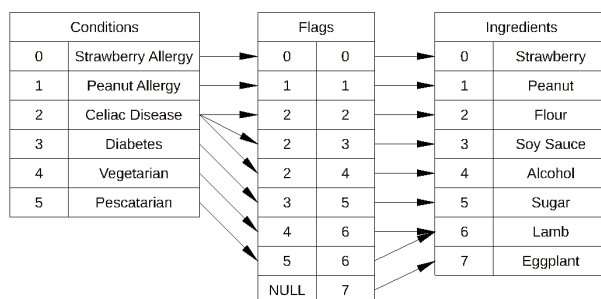 Conditions
0 Strawberry Allergy
1 Peanut Allergy
2 Celiac Disease
3 Diabetes
4 Vegetarian
5 Pescatarian
Flags
0 0
1 1
2 2
2 3
2 4
3 5
4 6
5 6
NULL 7
Ingredients
0 Strawberry
1 Peanut
2 Flour
3 Soy Sauce
4 Alcohol
5 Sugar
6 Lamb
7 Eggplant